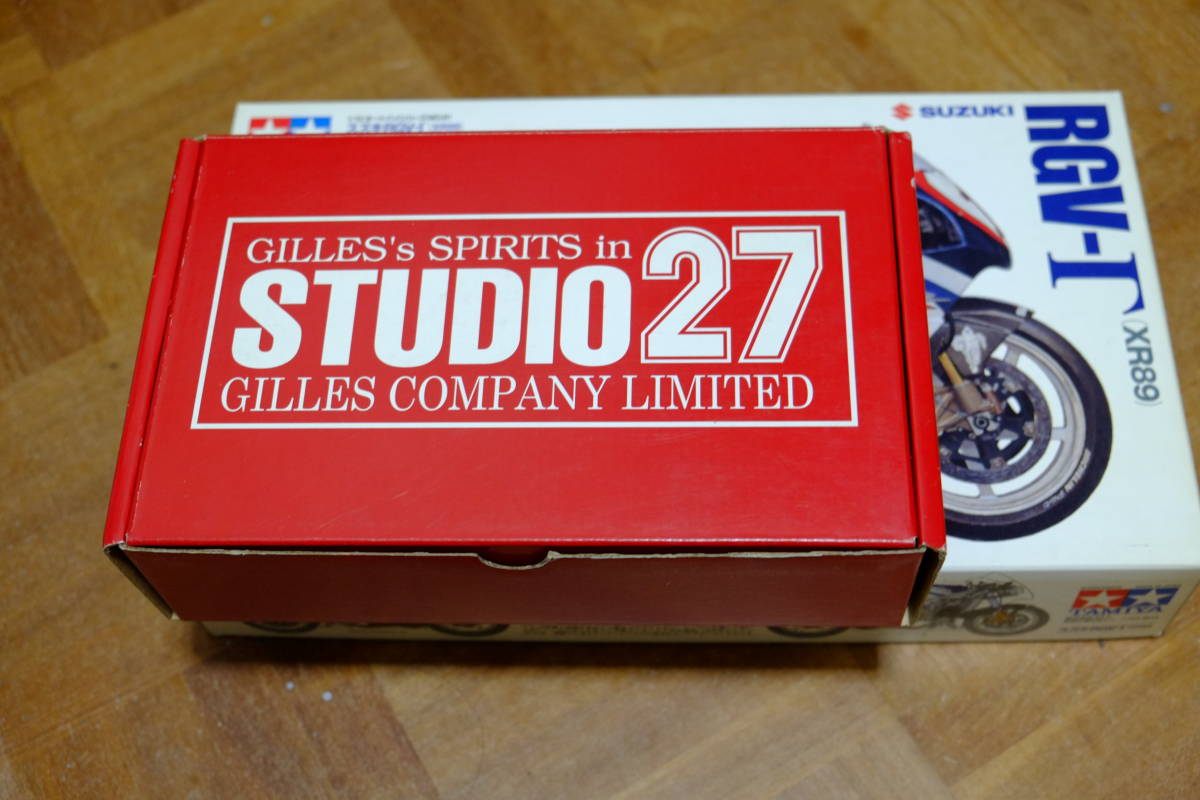 GILLES's SPIRITS in
STUDIO27
GILLES COMPANY LIMITED
SUZUKI
RGV-Γ
(XR89)
TAMIYA